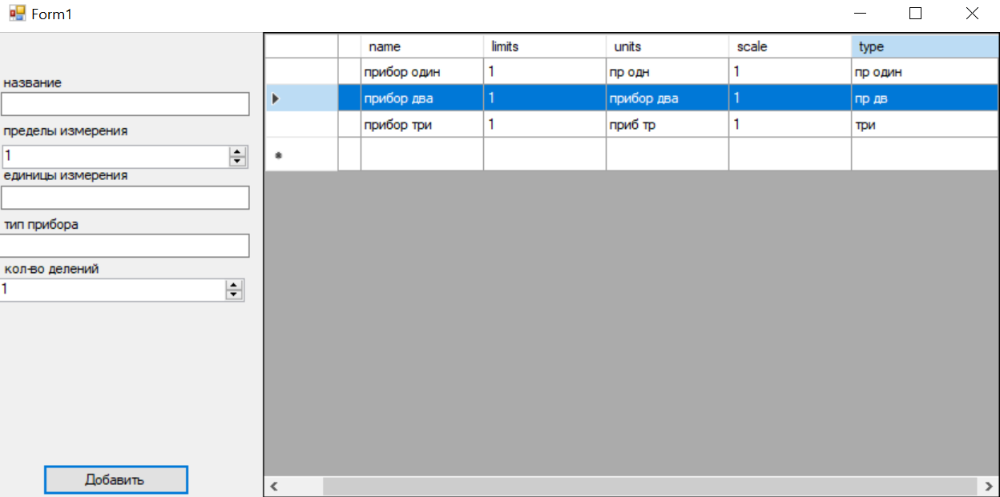 Form1
название
пределы измерения
1
единицы измерения
тип прибора
кол-во делений
1
Добавить
name limits units scale type
прибор один 1 пр одн 1 пр один
прибор два 1 прибор два 1 пр дв
прибор три 1 приб тр 1 три